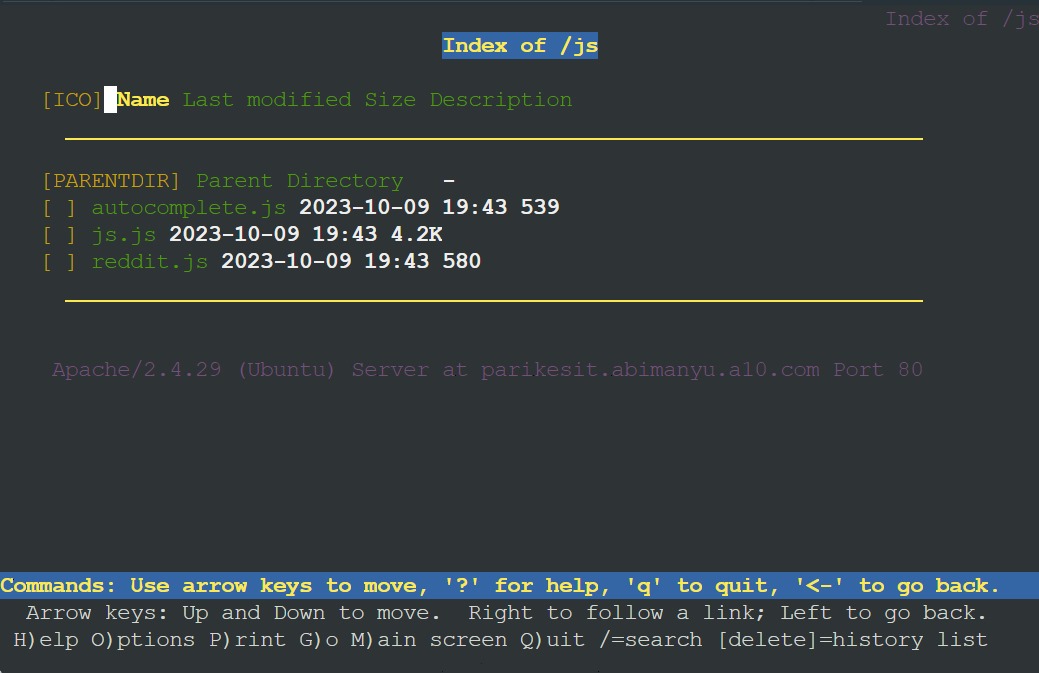 Index of /js
Index of /js
[ICO] Name Last modified Size Description
[PARENTDIR] Parent Directory   -
[ ] autocomplete.js 2023-10-09 19:43 539
[ ] js.js 2023-10-09 19:43 4.2K
[ ] reddit.js 2023-10-09 19:43 580
Apache/2.4.29 (Ubuntu) Server at parikesit.abimanyu.a10.com Port 80
Commands: Use arrow keys to move, '?' for help, 'q' to quit, '<-' to go back.
Arrow keys: Up and Down to move.  Right to follow a link; Left to go back.
H)elp O)ptions P)rint G)o M)ain screen Q)uit /=search [delete]=history list